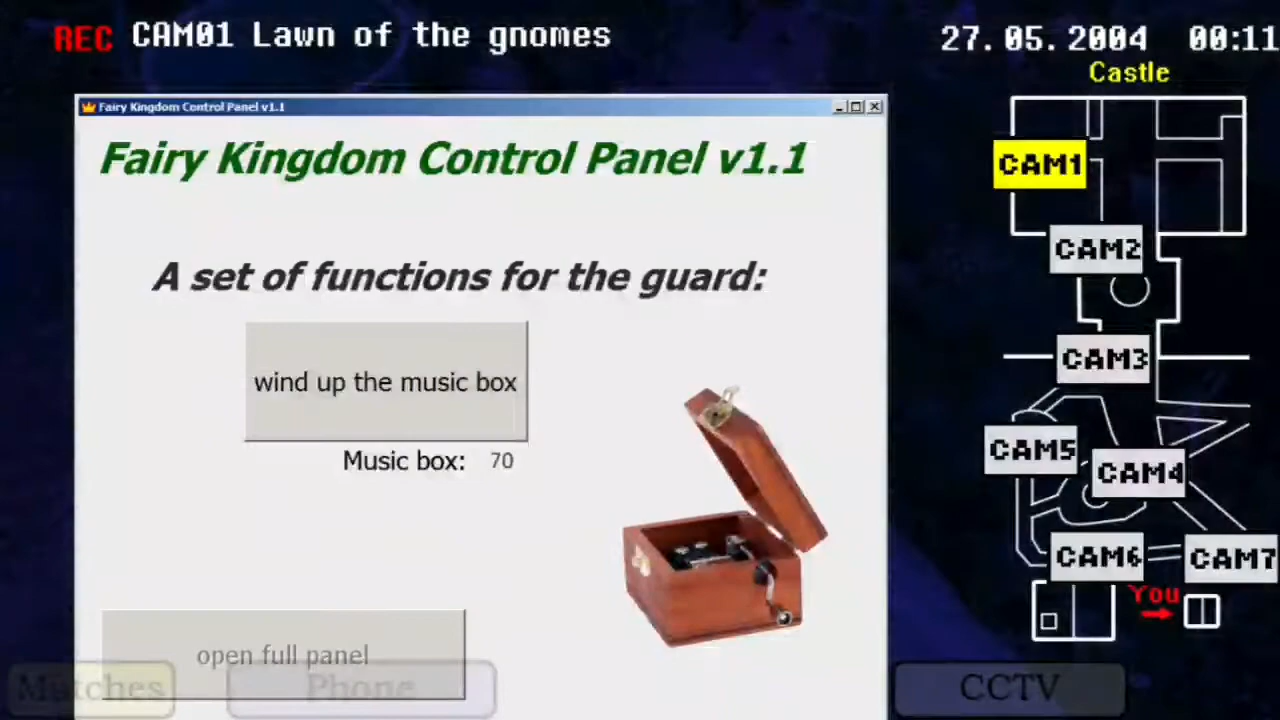 REC CAM01 Lawn of the gnomes
27.05.2004 00:11
Castle
Fairy Kingdom Control Panel v1.1
Fairy Kingdom Control Panel v1.1
CAM1
CAM2
A set of functions for the guard:
CAM3
wind up the music box
Music box: 70
CAM5
CAM4
CAM6
CAM7
You
open full panel
Matches
Phone
CCTV